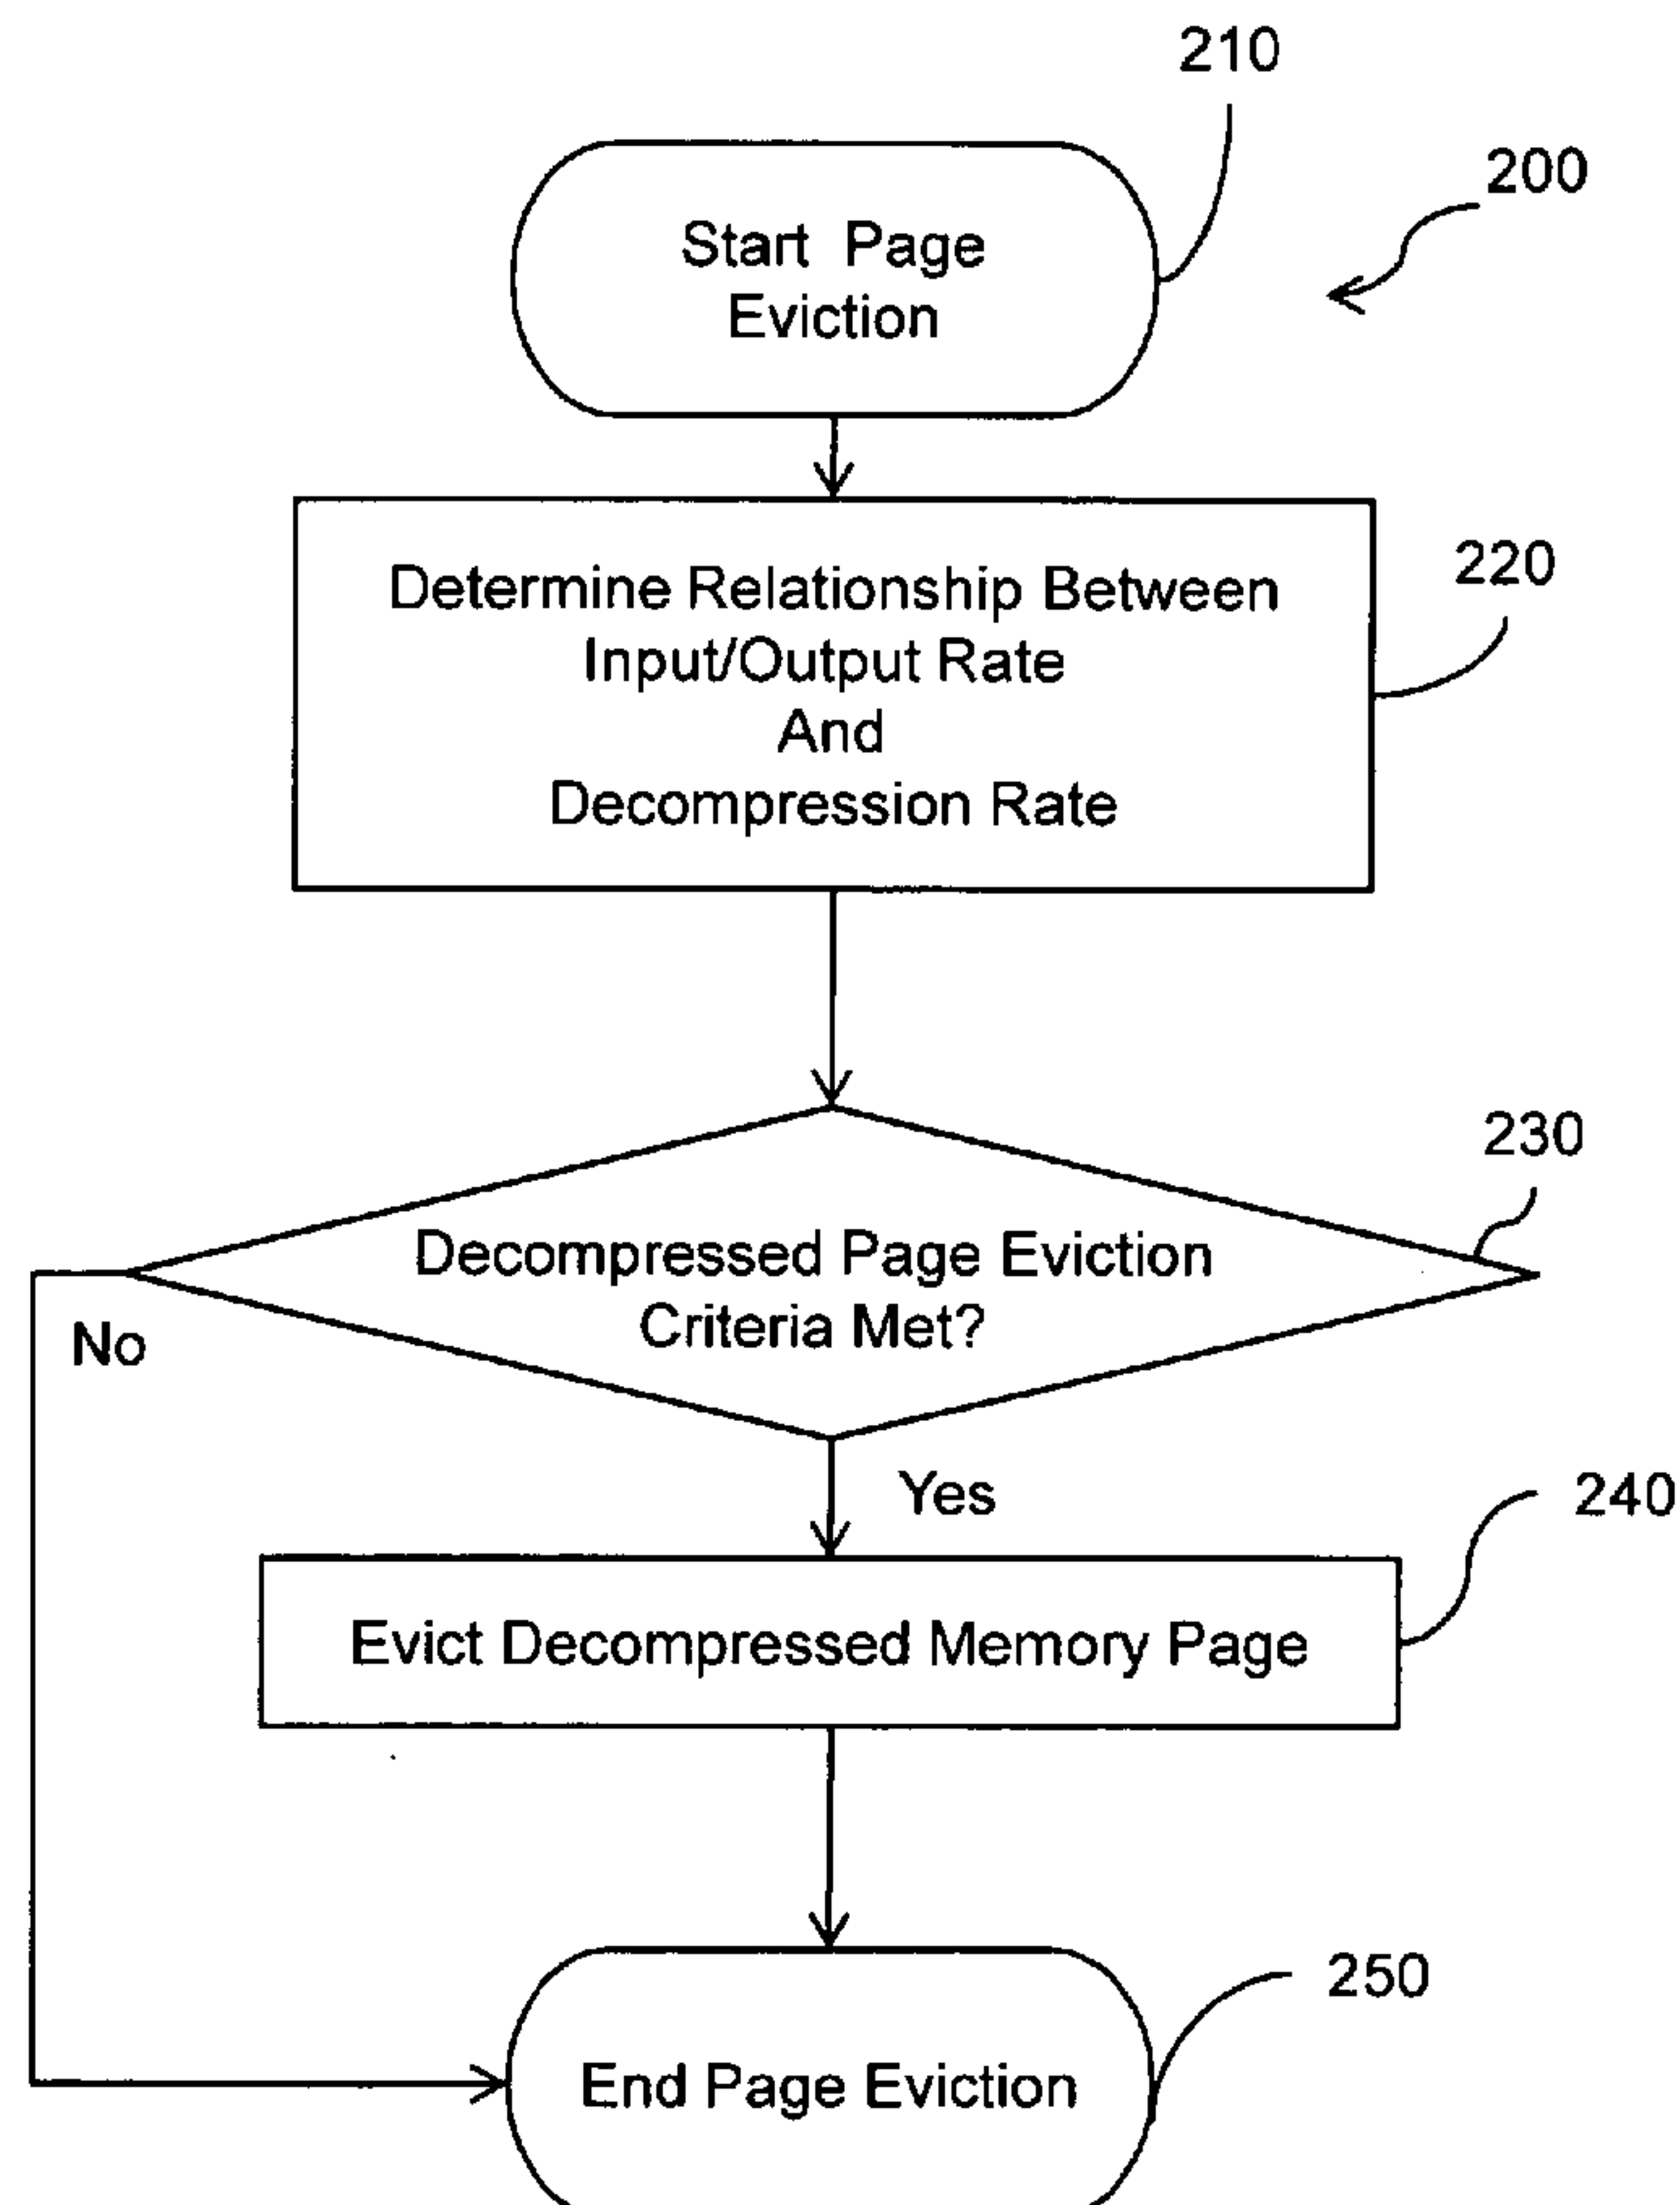 210
200
Start Page
Eviction
220
Determine Relationship Between
Input/Output Rate
And
Decompression Rate
230
Decompressed Page Eviction
Criteria Met?
No
Yes
240
Evict Decompressed Memory Page
250
End Page Eviction